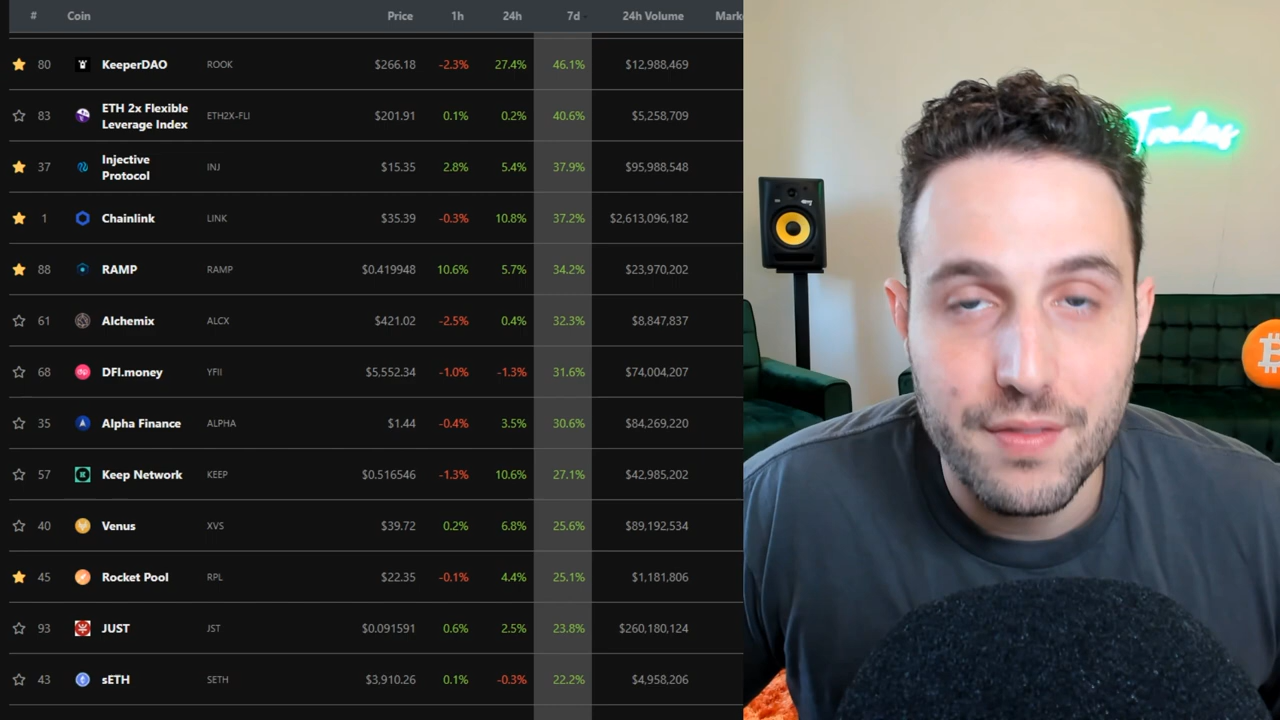 # Coin Price 1h 24h 7d 24h Volume Mark
80 KeeperDAO ROOK $266.18 -2.3% 27.4% 46.1% $12,988,469
83 ETH 2x Flexible Leverage Index ETH2X-FLI $201.91 0.1% 0.2% 40.6% $5,258,709
37 Injective Protocol INJ $15.35 2.8% 5.4% 37.9% $95,988,548
1 Chainlink LINK $35.39 -0.3% 10.8% 37.2% $2,613,096,182
88 RAMP RAMP $0.419948 10.6% 5.7% 34.2% $23,970,202
61 Alchemix ALCX $421.02 -2.5% 0.4% 32.3% $8,847,837
68 DFI.money YFII $5,552.34 -1.0% -1.3% 31.6% $74,004,207
35 Alpha Finance ALPHA $1.44 -0.4% 3.5% 30.6% $84,269,220
57 Keep Network KEEP $0.516546 -1.3% 10.6% 27.1% $42,985,202
40 Venus XVS $39.72 0.2% 6.8% 25.6% $89,192,534
45 Rocket Pool RPL $22.35 -0.1% 4.4% 25.1% $1,181,806
93 JUST JST $0.091591 0.6% 2.5% 23.8% $260,180,124
43 sETH SETH $3,910.26 0.1% -0.3% 22.2% $4,958,206
Trades